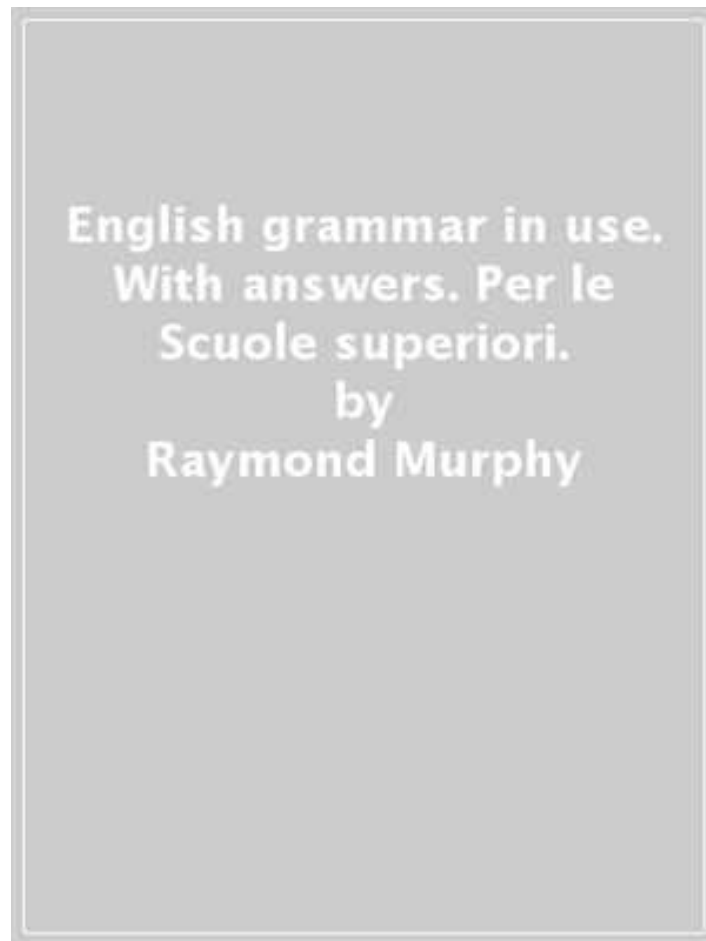 English grammar in use.
With answers. Per le
Scuole superiori.
by
Raymond Murphy